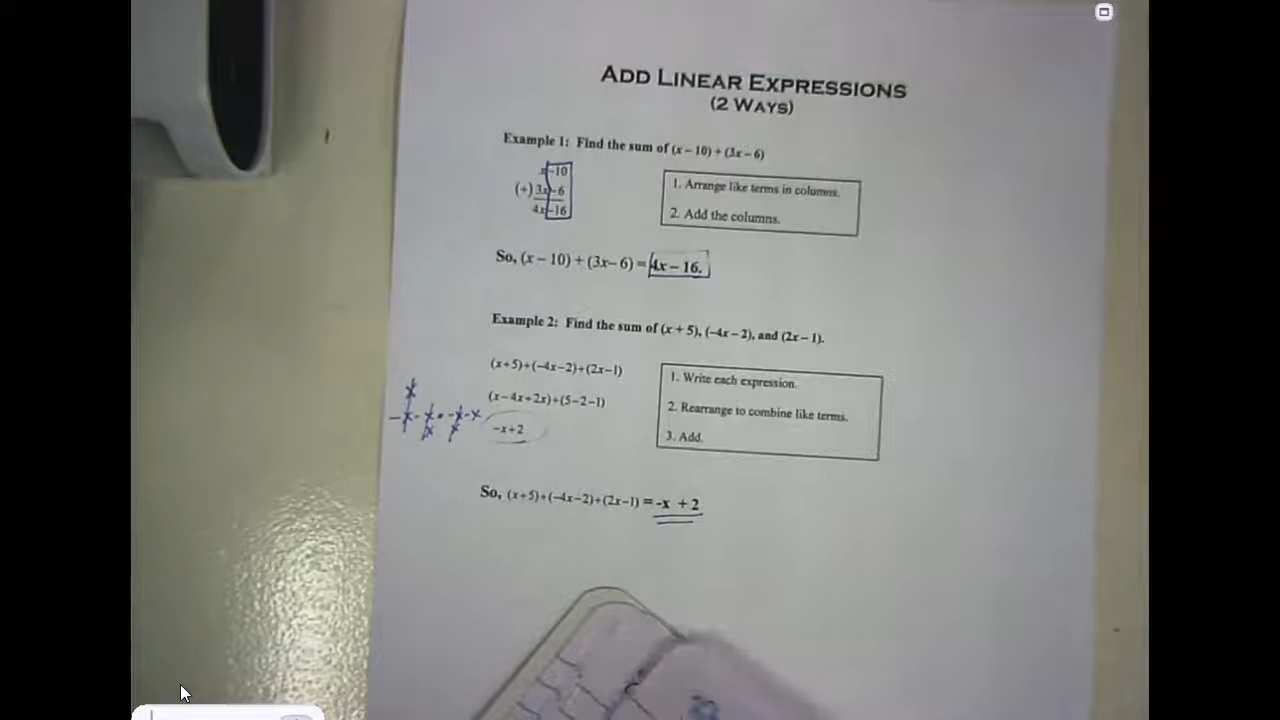 ADD LINEAR EXPRESSIONS
(2 WAYS)
Example 1: Find the sum of (x – 10) + (3x – 6)
x –10
(+) 3x –6
4x –16
1. Arrange like terms in columns.
2. Add the columns.
So, (x – 10) + (3x – 6) = 4x – 16.
Example 2: Find the sum of (x + 5), (–4x – 2), and (2x – 1).
(x+5)+(–4x–2)+(2x–1)
(x–4x+2x)+(5–2–1)
–x+2
1. Write each expression.
2. Rearrange to combine like terms.
3. Add.
So, (x+5)+(–4x–2)+(2x–1) = -x + 2